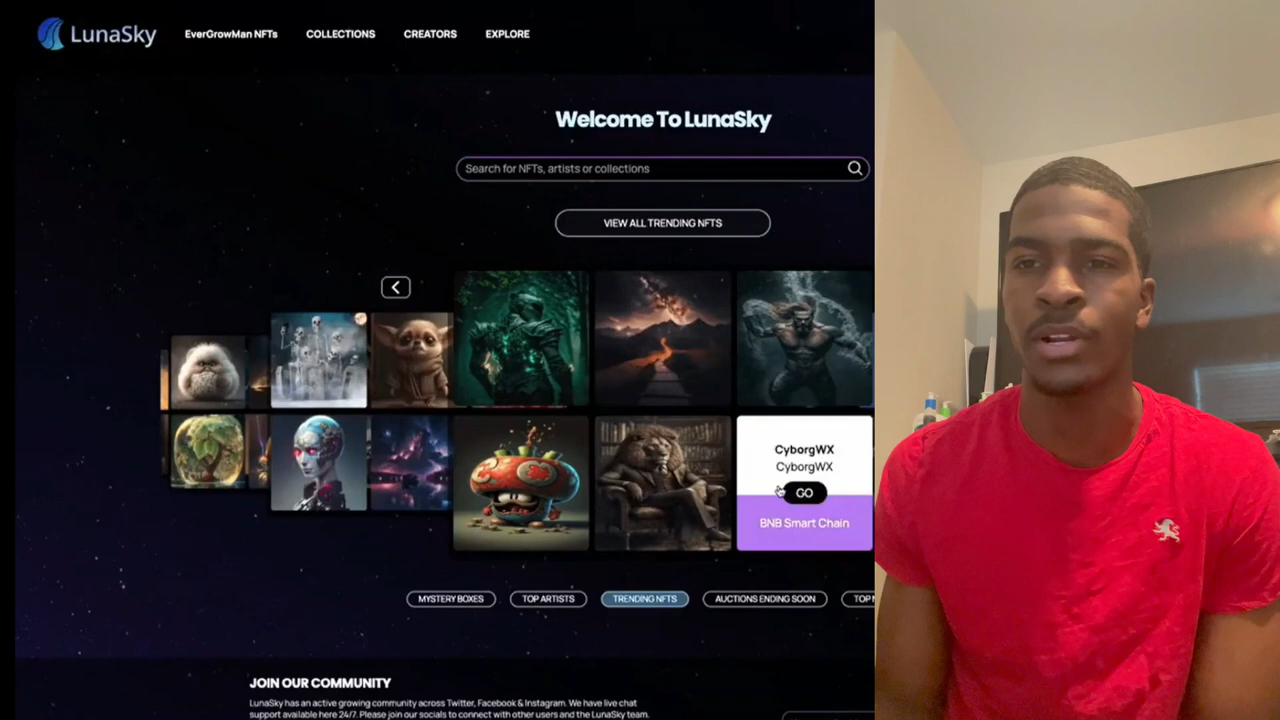 LunaSky
EverGrowMan NFTs
COLLECTIONS
CREATORS
EXPLORE
Welcome To LunaSky
Search for NFTs, artists or collections
VIEW ALL TRENDING NFTS
CyborgWX
CyborgWX
GO
BNB Smart Chain
MYSTERY BOXES
TOP ARTISTS
TRENDING NFTS
AUCTIONS ENDING SOON
TOP
JOIN OUR COMMUNITY
LunaSky has an active growing community across Twitter, Facebook & Instagram. We have live chat
support available here 24/7. Please join our socials to connect with other users and the LunaSky team.